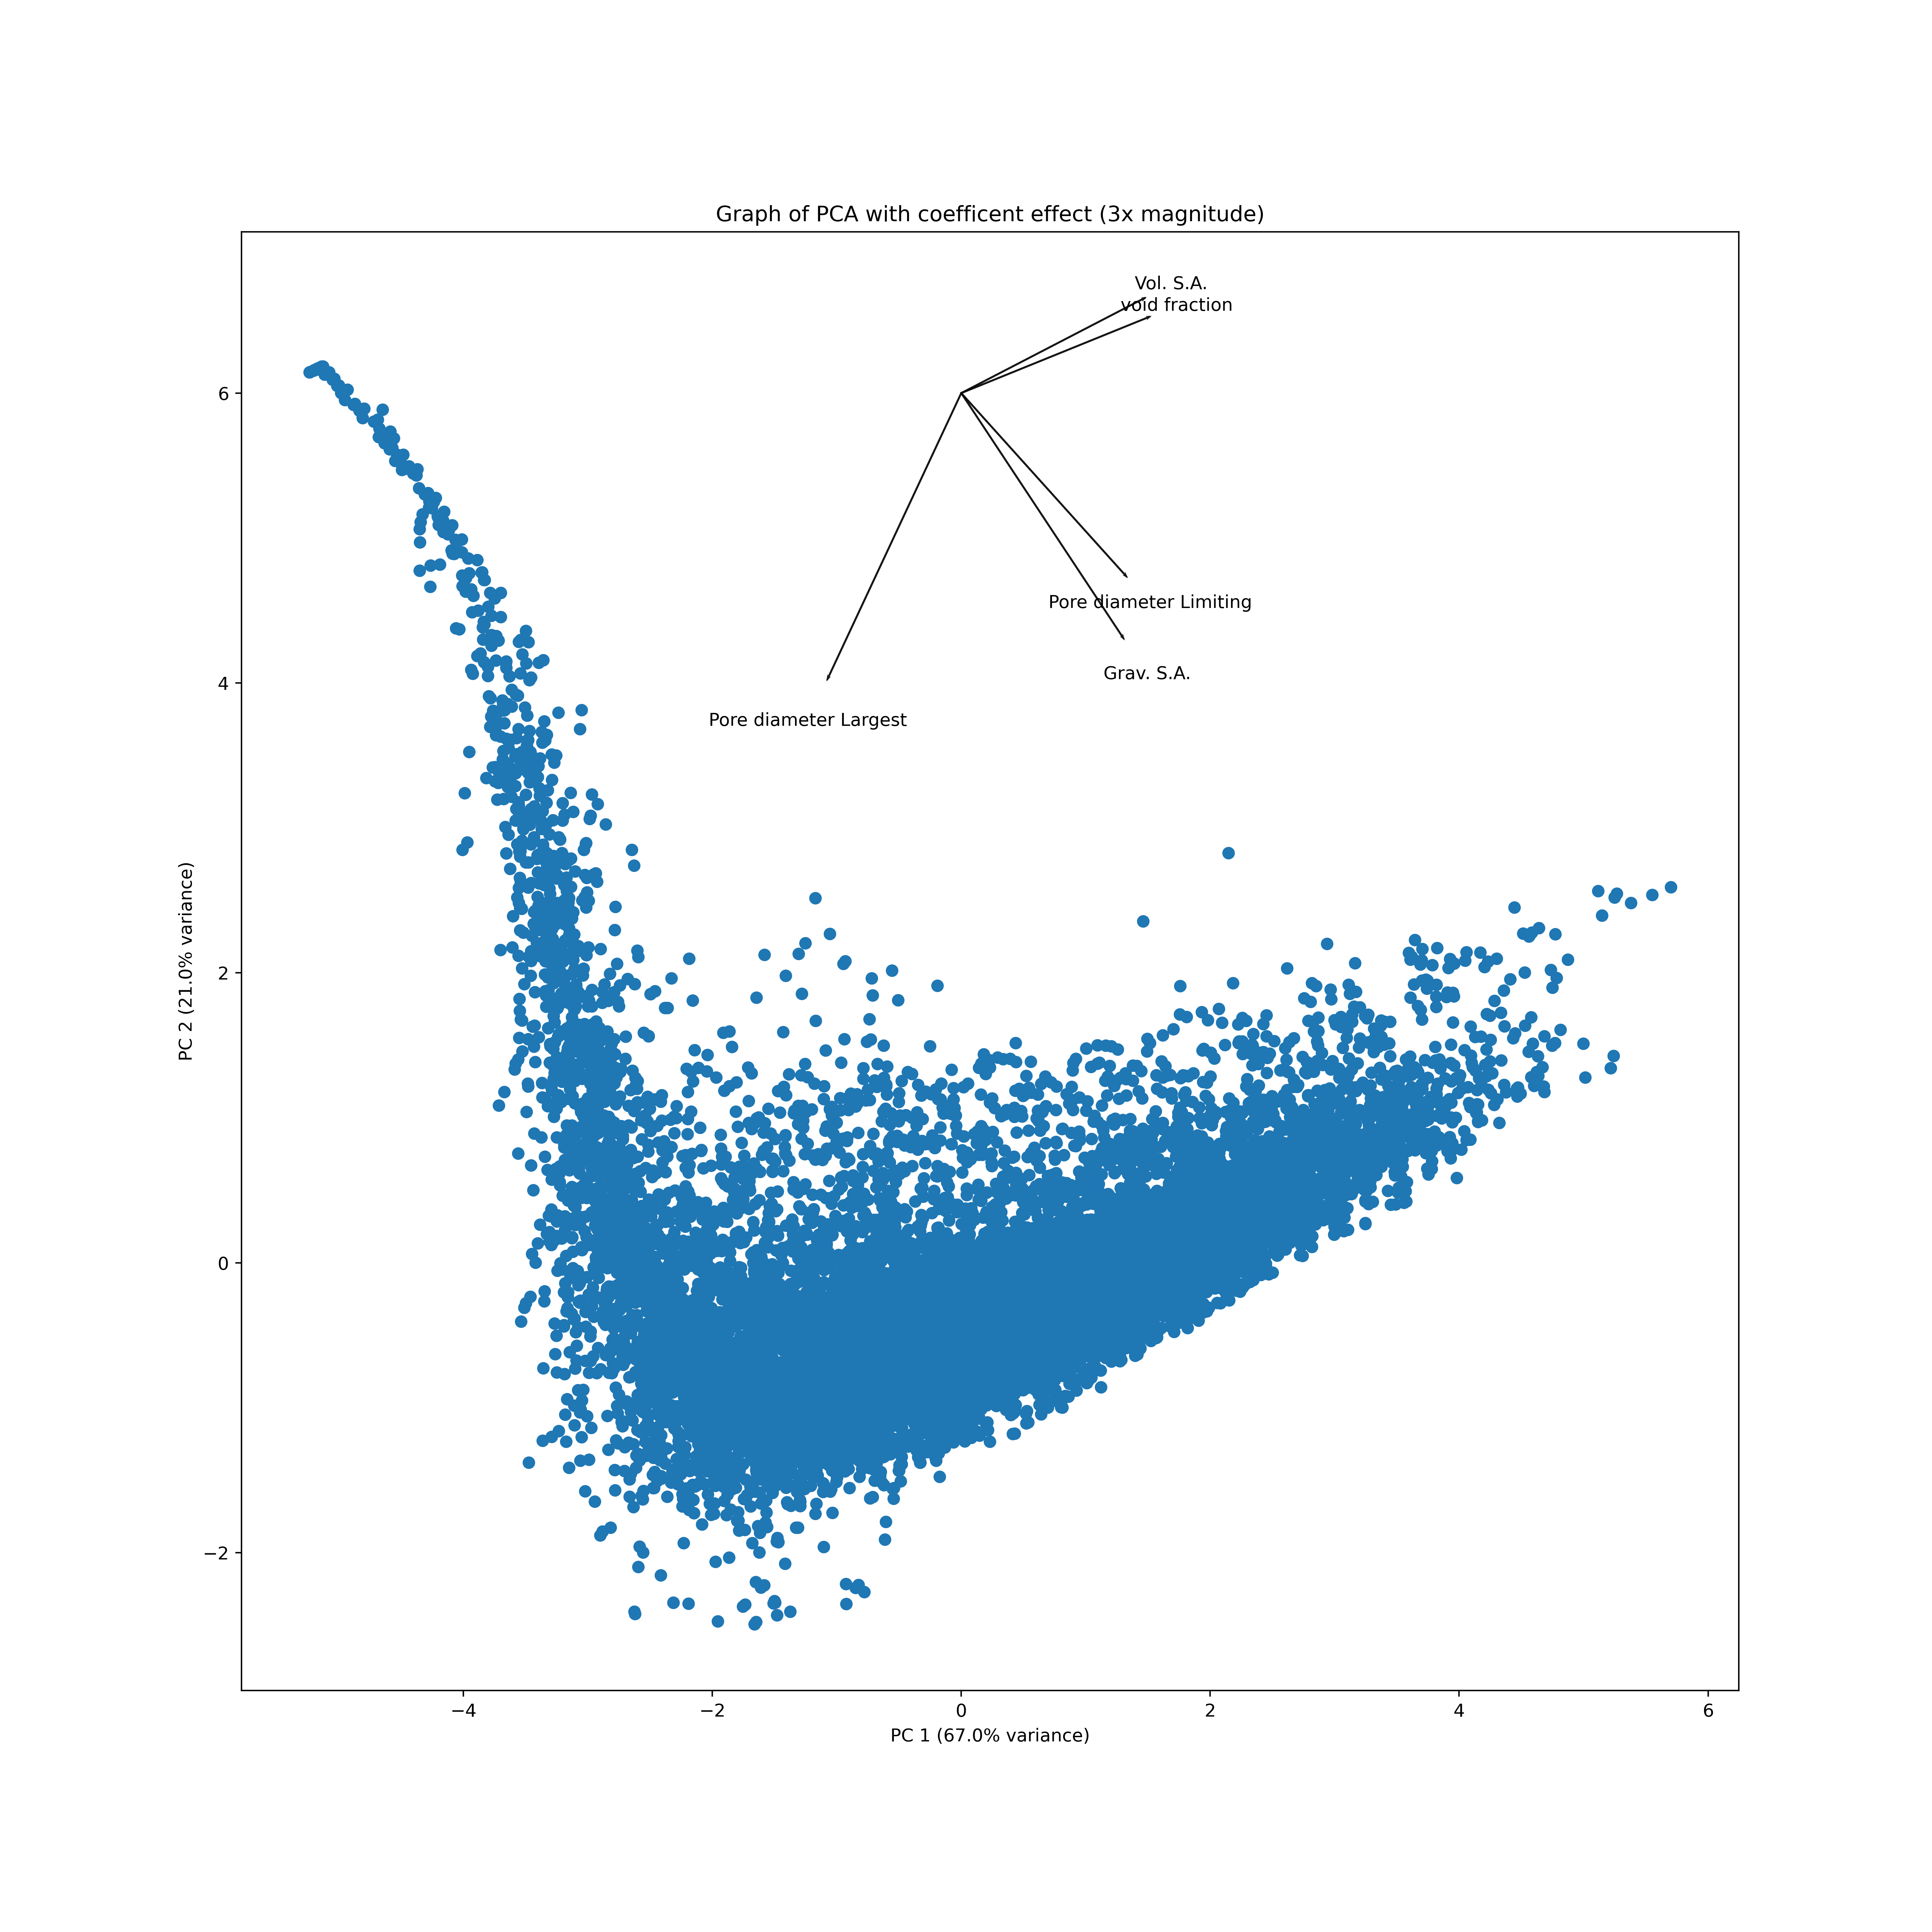 Graph of PCA with coefficent effect (3x magnitude)
Vol. S.A.
void fraction
Pore diameter Limiting
Grav. S.A.
Pore diameter Largest
PC 2 (21.0% variance)
6
4
2
0
−2
−4
−2
0
2
4
6
PC 1 (67.0% variance)